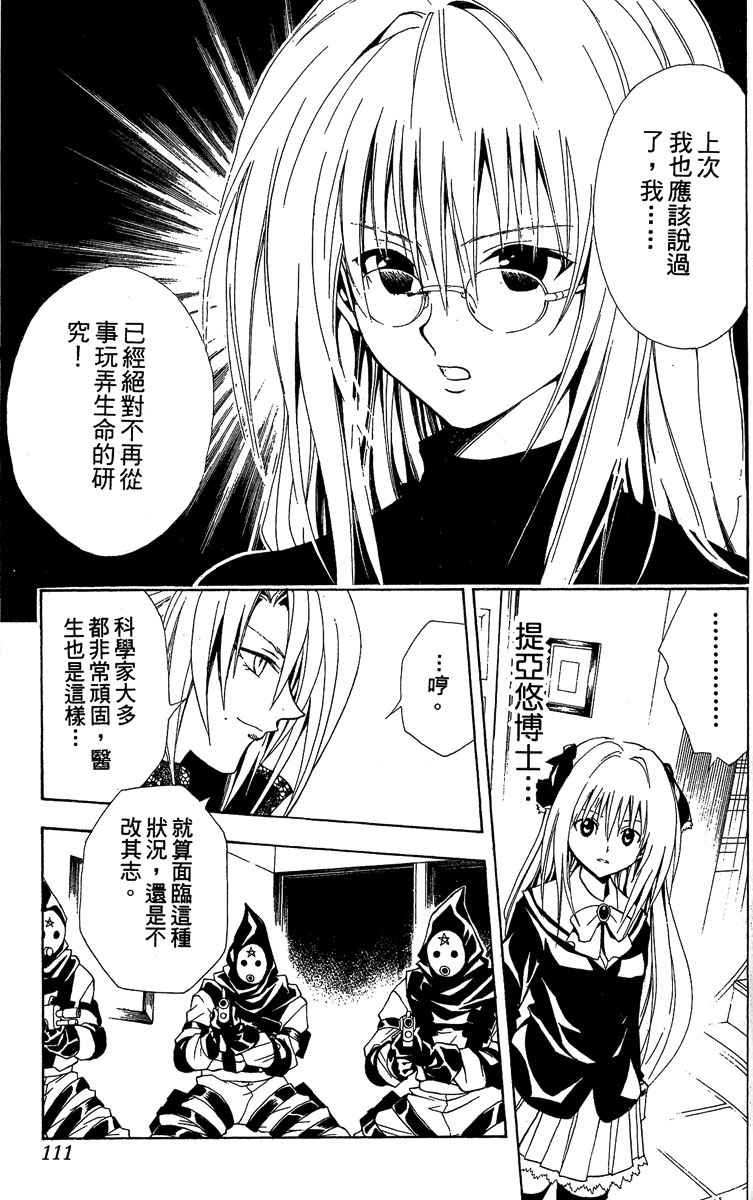 上次
我也應該說過
了，我……
已經絕對不再從
事玩弄生命的研
究！
…………
提亞悠博士…
…哼。
科學家大多
都非常頑固，醫
生也是這樣…
就算面臨這種
狀況，還是不
改其志。
111